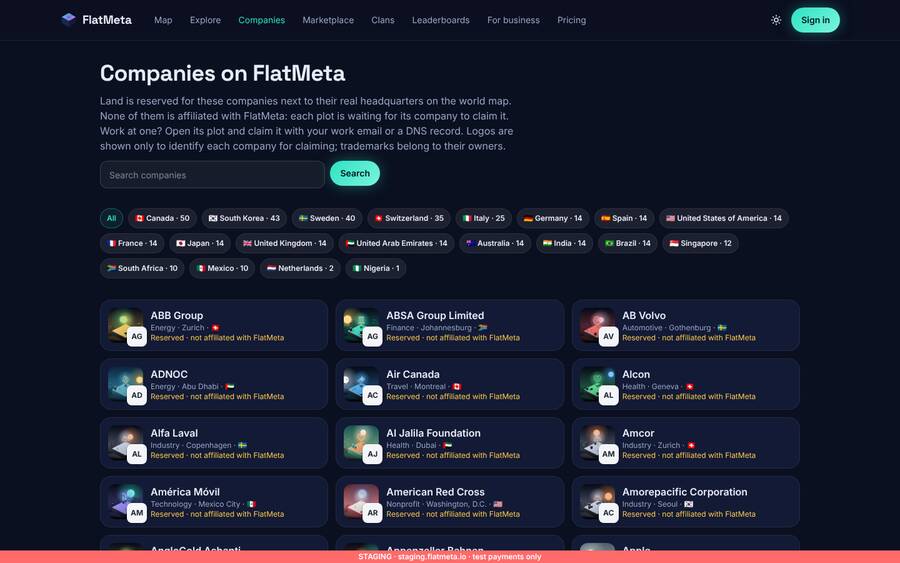 FlatMeta Map Explore Companies Marketplace Clans Leaderboards For business Pricing Sign in
Companies on FlatMeta
Land is reserved for these companies next to their real headquarters on the world map.
None of them is affiliated with FlatMeta: each plot is waiting for its company to claim it.
Work at one? Open its plot and claim it with your work email or a DNS record. Logos are
shown only to identify each company for claiming; trademarks belong to their owners.
Search companies Search
All Canada · 50 South Korea · 43 Sweden · 40 Switzerland · 35 Italy · 25 Germany · 14 Spain · 14 United States of America · 14
France · 14 Japan · 14 United Kingdom · 14 United Arab Emirates · 14 Australia · 14 India · 14 Brazil · 14 Singapore · 12
South Africa · 10 Mexico · 10 Netherlands · 2 Nigeria · 1
AG
ABB Group
Energy · Zurich ·
Reserved · not affiliated with FlatMeta
AG
ABSA Group Limited
Finance · Johannesburg ·
Reserved · not affiliated with FlatMeta
AV
AB Volvo
Automotive · Gothenburg ·
Reserved · not affiliated with FlatMeta
AD
ADNOC
Energy · Abu Dhabi ·
Reserved · not affiliated with FlatMeta
AC
Air Canada
Travel · Montreal ·
Reserved · not affiliated with FlatMeta
AL
Alcon
Health · Geneva ·
Reserved · not affiliated with FlatMeta
AL
Alfa Laval
Industry · Copenhagen ·
Reserved · not affiliated with FlatMeta
AJ
Al Jalila Foundation
Health · Dubai ·
Reserved · not affiliated with FlatMeta
AM
Amcor
Industry · Zurich ·
Reserved · not affiliated with FlatMeta
AM
América Móvil
Technology · Mexico City ·
Reserved · not affiliated with FlatMeta
AR
American Red Cross
Nonprofit · Washington, D.C. ·
Reserved · not affiliated with FlatMeta
AC
Amorepacific Corporation
Industry · Seoul ·
Reserved · not affiliated with FlatMeta
AngloGold Ashanti
Appenzeller Bahnen
Apple
STAGING · staging.flatmeta.io · test payments only